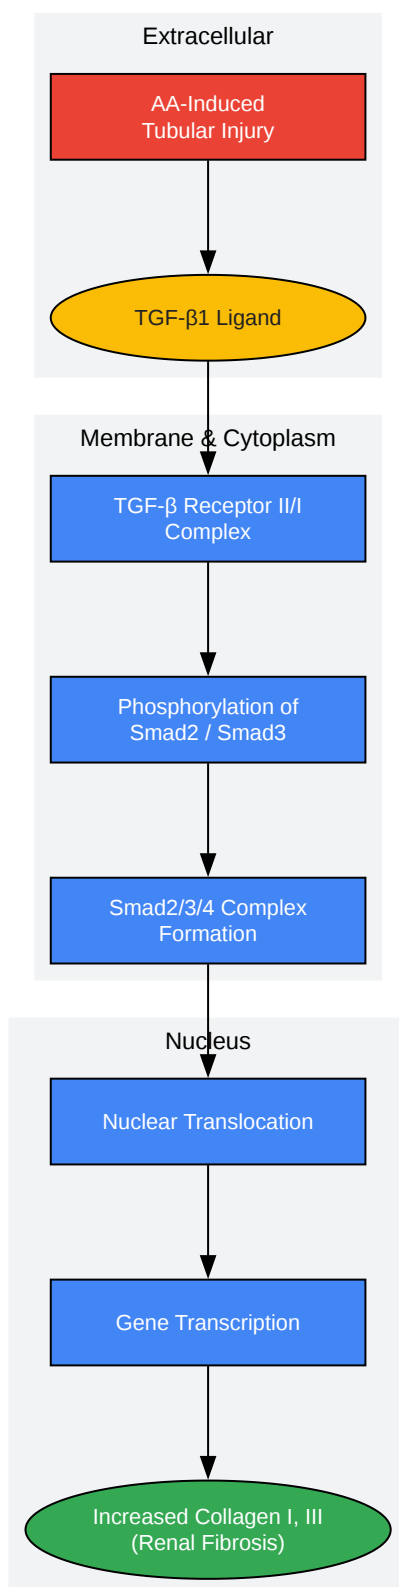 Extracellular
AA-Induced
Tubular Injury
TGF-β1 Ligand
Membrane & Cytoplasm
TGF-β Receptor II/I
Complex
Phosphorylation of
Smad2 / Smad3
Smad2/3/4 Complex
Formation
Nucleus
Nuclear Translocation
Gene Transcription
Increased Collagen I, III
(Renal Fibrosis)